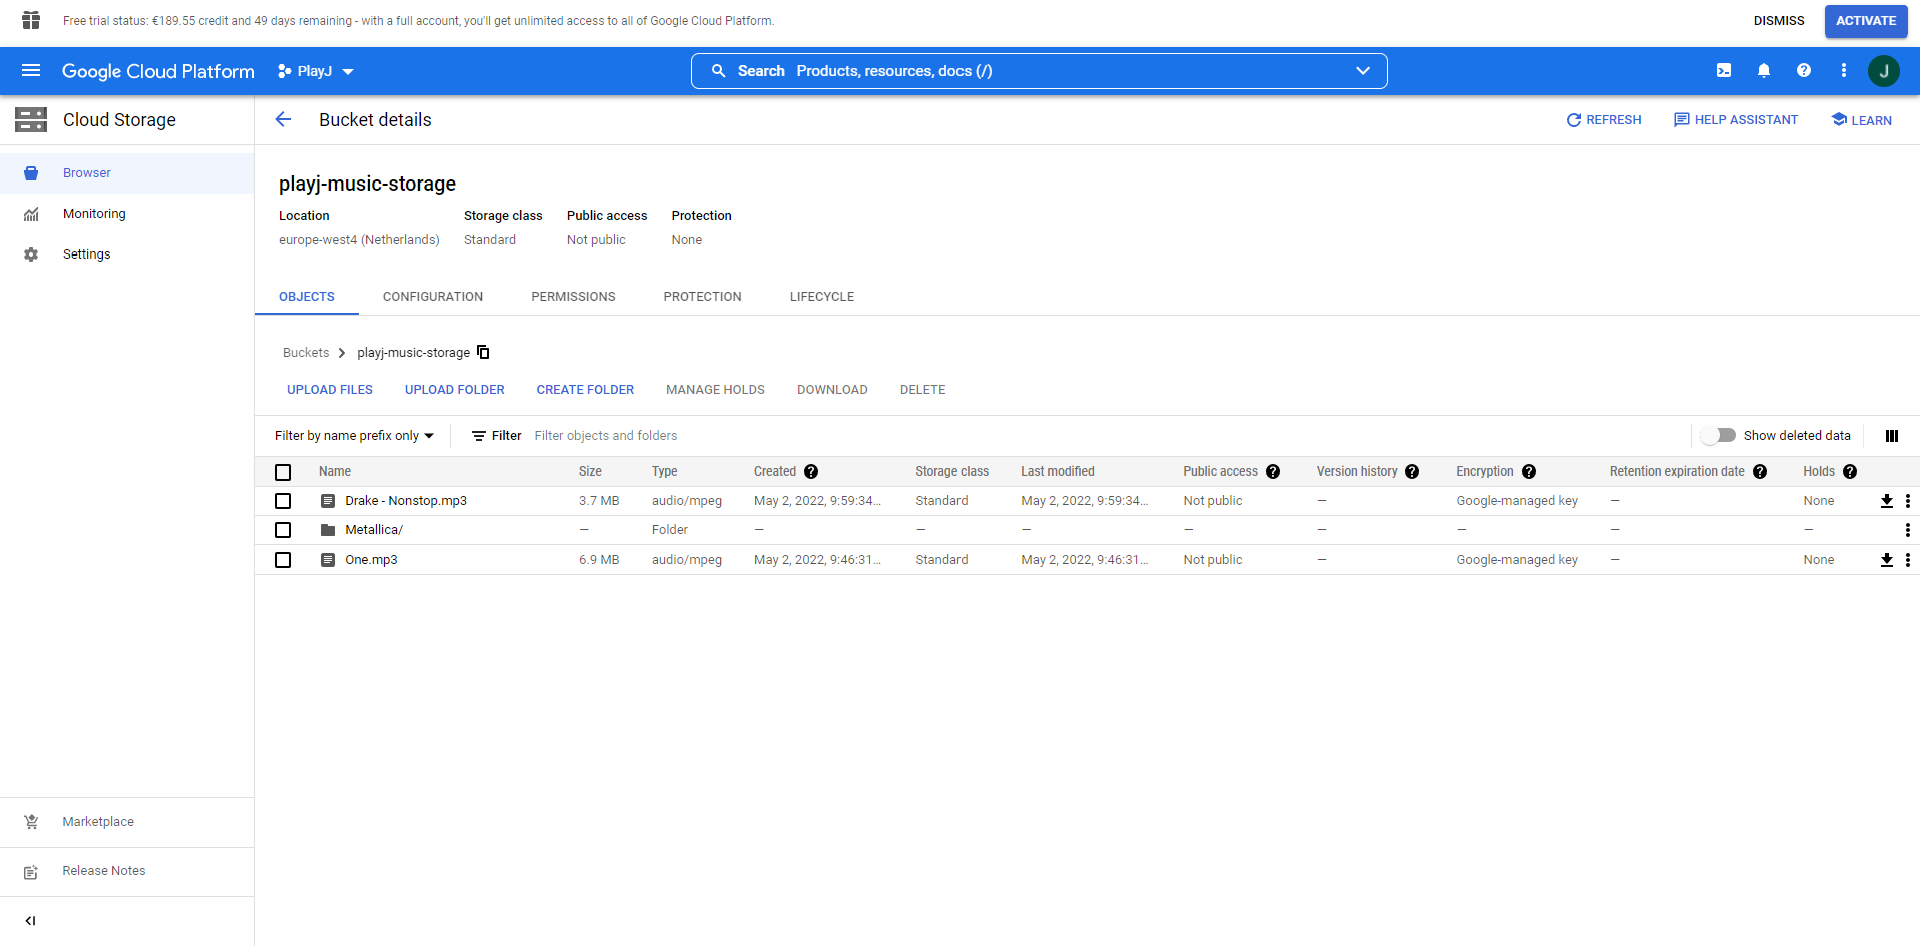 Free trial status: €189.55 credit and 49 days remaining - with a full account, you'll get unlimited access to all of Google Cloud Platform.
DISMISS
ACTIVATE
Google Cloud Platform
PlayJ
Search Products, resources, docs (/)
J
Cloud Storage
Bucket details
REFRESH
HELP ASSISTANT
LEARN
Browser
Monitoring
Settings
playj-music-storage
Location Storage class Public access Protection
europe-west4 (Netherlands) Standard Not public None
OBJECTS CONFIGURATION PERMISSIONS PROTECTION LIFECYCLE
Buckets playj-music-storage
UPLOAD FILES UPLOAD FOLDER CREATE FOLDER MANAGE HOLDS DOWNLOAD DELETE
Filter by name prefix only Filter Filter objects and folders Show deleted data
Name Size Type Created Storage class Last modified Public access Version history Encryption Retention expiration date Holds
Drake - Nonstop.mp3 3.7 MB audio/mpeg May 2, 2022, 9:59:34... Standard May 2, 2022, 9:59:34... Not public — Google-managed key — None
Metallica/ — Folder — — — — — — — —
One.mp3 6.9 MB audio/mpeg May 2, 2022, 9:46:31... Standard May 2, 2022, 9:46:31... Not public — Google-managed key — None
Marketplace
Release Notes